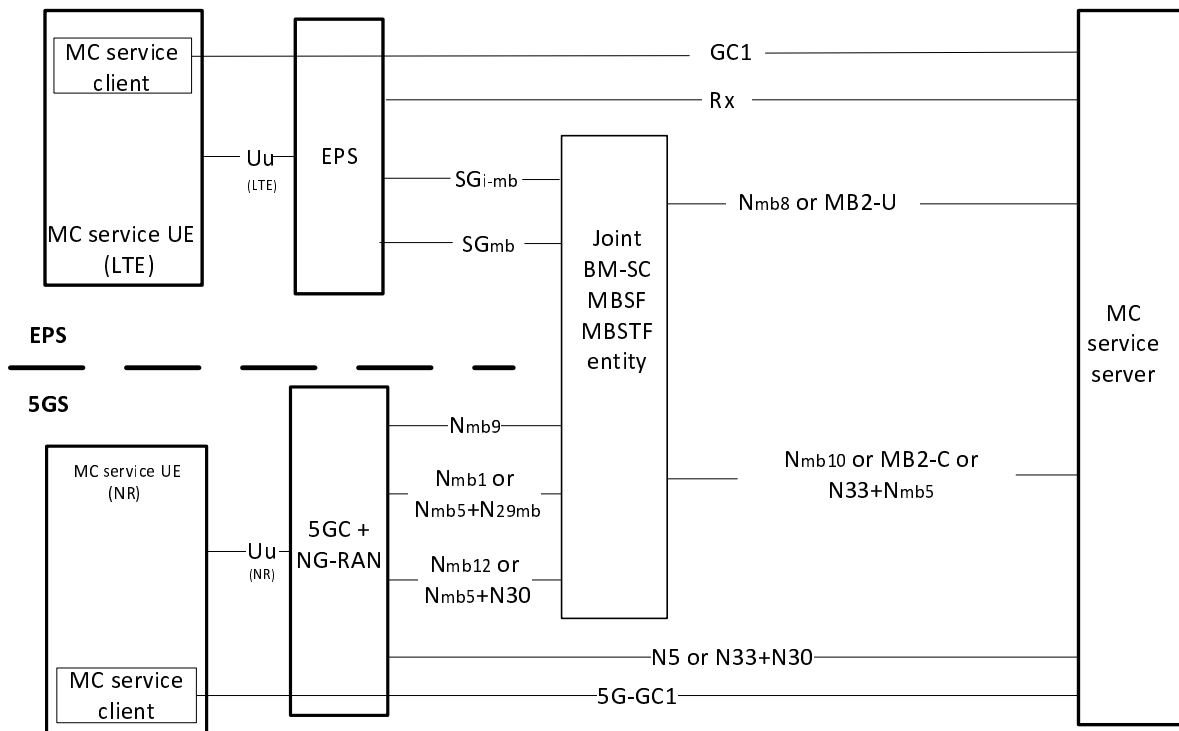 MC service
client
GC1
Rx
Uu
(LTE)
EPS
SGi-mb
Nmb8 or MB2-U
MC service UE
(LTE)
SGmb
Joint
BM-SC
MBSF
MBSTF
entity
EPS
MC
service
server
5GS
Nmb9
MC service UE
(NR)
Nmb1 or
Nmb5+N29mb
Nmb10 or MB2-C or
N33+Nmb5
5GC +
NG-RAN
Uu
(NR)
Nmb12 or
Nmb5+N30
N5 or N33+N30
MC service
client
5G-GC1